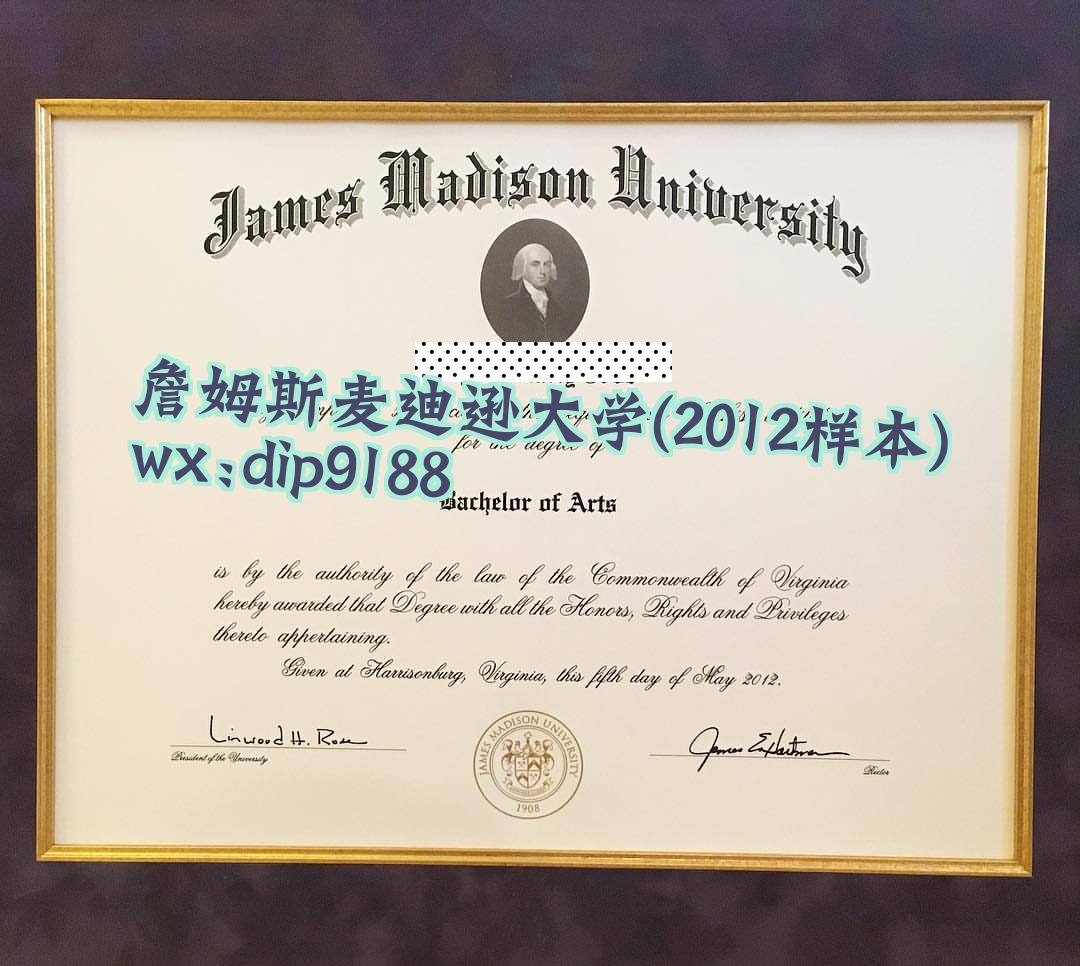 James Madison University
詹姆斯麦迪逊大学(2012样本)
for the degree of
wx:dip9188
Bachelor of Arts
is by the authority of the law of the Commonwealth of Virginia
hereby awarded that Degree with all the Honors, Rights and Privileges
thereto appertaining.
Given at Harrisonburg, Virginia, this fifth day of May 2012.
Linwood H. Rose
James E. Hartman
President of the University
Rector
JAMES MADISON UNIVERSITY
1908